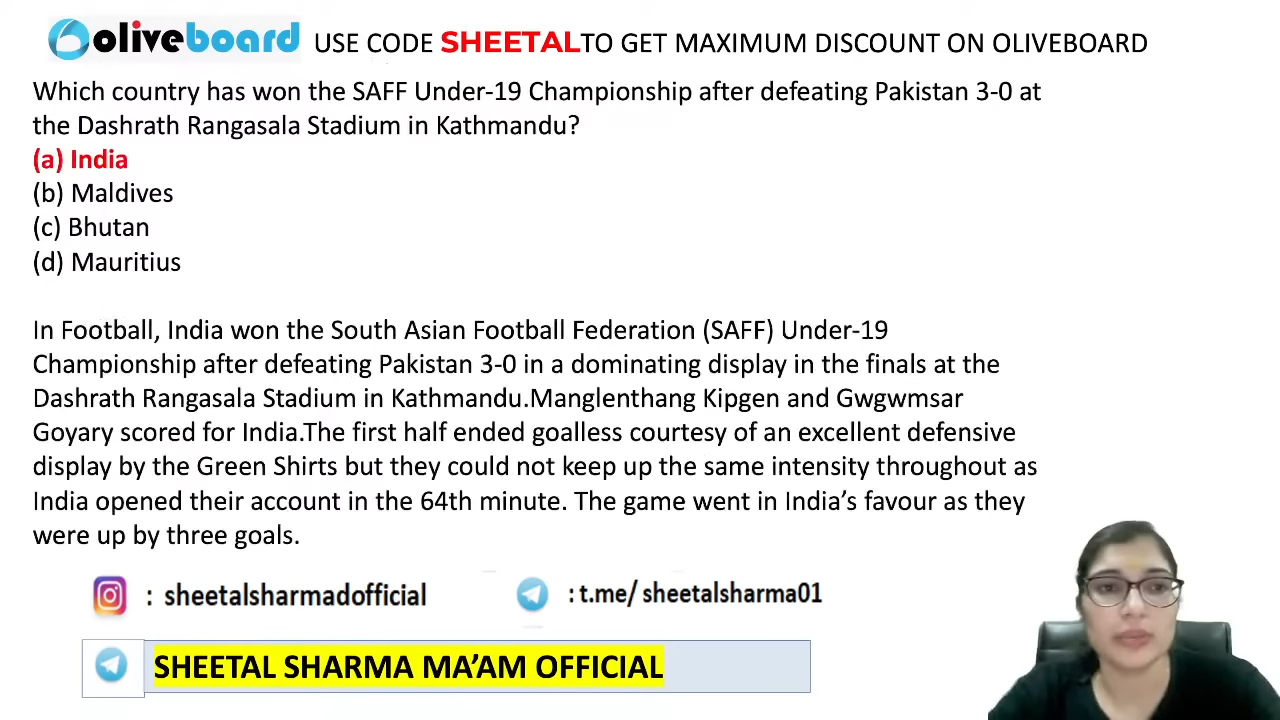 oliveboard USE CODE SHEETALTO GET MAXIMUM DISCOUNT ON OLIVEBOARD
Which country has won the SAFF Under-19 Championship after defeating Pakistan 3-0 at
the Dashrath Rangasala Stadium in Kathmandu?
(a) India
(b) Maldives
(c) Bhutan
(d) Mauritius
In Football, India won the South Asian Football Federation (SAFF) Under-19
Championship after defeating Pakistan 3-0 in a dominating display in the finals at the
Dashrath Rangasala Stadium in Kathmandu.Manglenthang Kipgen and Gwgwmsar
Goyary scored for India.The first half ended goalless courtesy of an excellent defensive
display by the Green Shirts but they could not keep up the same intensity throughout as
India opened their account in the 64th minute. The game went in India’s favour as they
were up by three goals.
: sheetalsharmadofficial : t.me/ sheetalsharma01
SHEETAL SHARMA MA’AM OFFICIAL